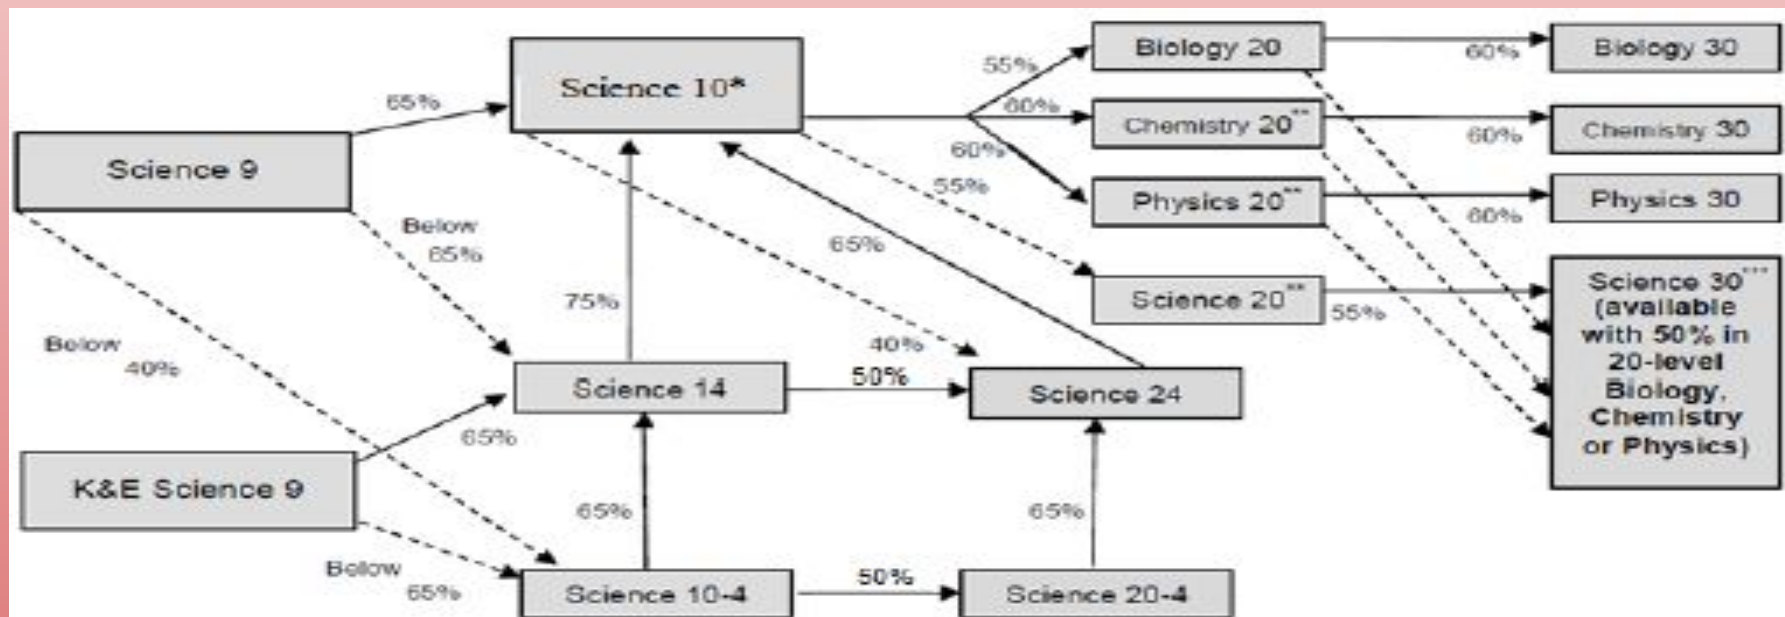 Science 10*
Biology 20
Biology 30
55%
60%
65%
60%
Chemistry 20**
Chemistry 30
60%
Science 9
60%
55%
Physics 20**
Physics 30
60%
Below
65%
65%
Science 20**
55%
Science 30***
(available
with 50% in
20-level
Biology,
Chemistry
or Physics)
75%
Below
40%
40%
Science 14
50%
Science 24
65%
K&E Science 9
65%
65%
Below
65%
Science 10-4
50%
Science 20-4